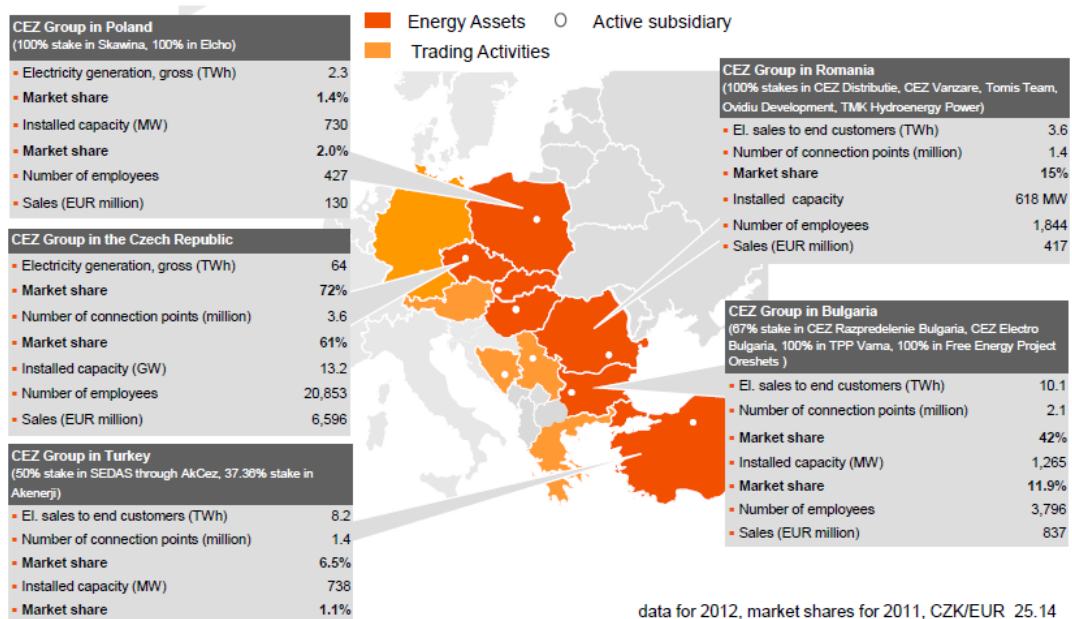 Energy Assets
Active subsidiary
Trading Activities
CEZ Group in Poland
(100% stake in Skawina, 100% in Elcho)
Electricity generation, gross (TWh) 2.3
Market share 1.4%
Installed capacity (MW) 730
Market share 2.0%
Number of employees 427
Sales (EUR million) 130
CEZ Group in the Czech Republic
Electricity generation, gross (TWh) 64
Market share 72%
Number of connection points (million) 3.6
Market share 61%
Installed capacity (GW) 13.2
Number of employees 20,853
Sales (EUR million) 6,596
CEZ Group in Turkey
(50% stake in SEDAS through AkCez, 37.36% stake in
Akenerji)
El. sales to end customers (TWh) 8.2
Number of connection points (million) 1.4
Market share 6.5%
Installed capacity (MW) 738
Market share 1.1%
CEZ Group in Romania
(100% stakes in CEZ Distributie, CEZ Vanzare, Tomis Team,
Ovidiu Development, TMK Hydroenergy Power)
El. sales to end customers (TWh) 3.6
Number of connection points (million) 1.4
Market share 15%
Installed capacity 618 MW
Number of employees 1,844
Sales (EUR million) 417
CEZ Group in Bulgaria
(67% stake in CEZ Razpredelenie Bulgaria, CEZ Electro
Bulgaria, 100% in TPP Varna, 100% in Free Energy Project
Oreshets )
El. sales to end customers (TWh) 10.1
Number of connection points (million) 2.1
Market share 42%
Installed capacity (MW) 1,265
Market share 11.9%
Number of employees 3,796
Sales (EUR million) 837
data for 2012, market shares for 2011, CZK/EUR 25.14